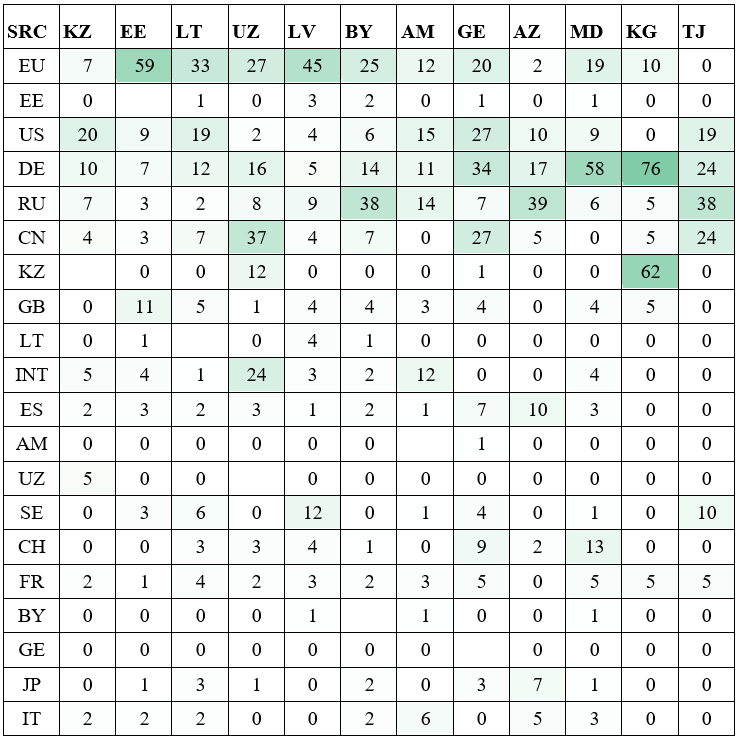 SRC KZ EE LT UZ LV BY AM GE AZ MD KG TJ
EU 7 59 33 27 45 25 12 20 2 19 10 0
EE 0 1 0 3 2 0 1 0 1 0 0
US 20 9 19 2 4 6 15 27 10 9 0 19
DE 10 7 12 16 5 14 11 34 17 58 76 24
RU 7 3 2 8 9 38 14 7 39 6 5 38
CN 4 3 7 37 4 7 0 27 5 0 5 24
KZ 0 0 12 0 0 0 1 0 0 62 0
GB 0 11 5 1 4 4 3 4 0 4 5 0
LT 0 1 0 4 1 0 0 0 0 0 0
INT 5 4 1 24 3 2 12 0 0 4 0 0
ES 2 3 2 3 1 2 1 7 10 3 0 0
AM 0 0 0 0 0 0 1 0 0 0 0
UZ 5 0 0 0 0 0 0 0 0 0 0
SE 0 3 6 0 12 0 1 4 0 1 0 10
CH 0 0 3 3 4 1 0 9 2 13 0 0
FR 2 1 4 2 3 2 3 5 0 5 5 5
BY 0 0 0 0 1 1 0 0 1 0 0
GE 0 0 0 0 0 0 0 0 0 0 0
JP 0 1 3 1 0 2 0 3 7 1 0 0
IT 2 2 2 0 0 2 6 0 5 3 0 0